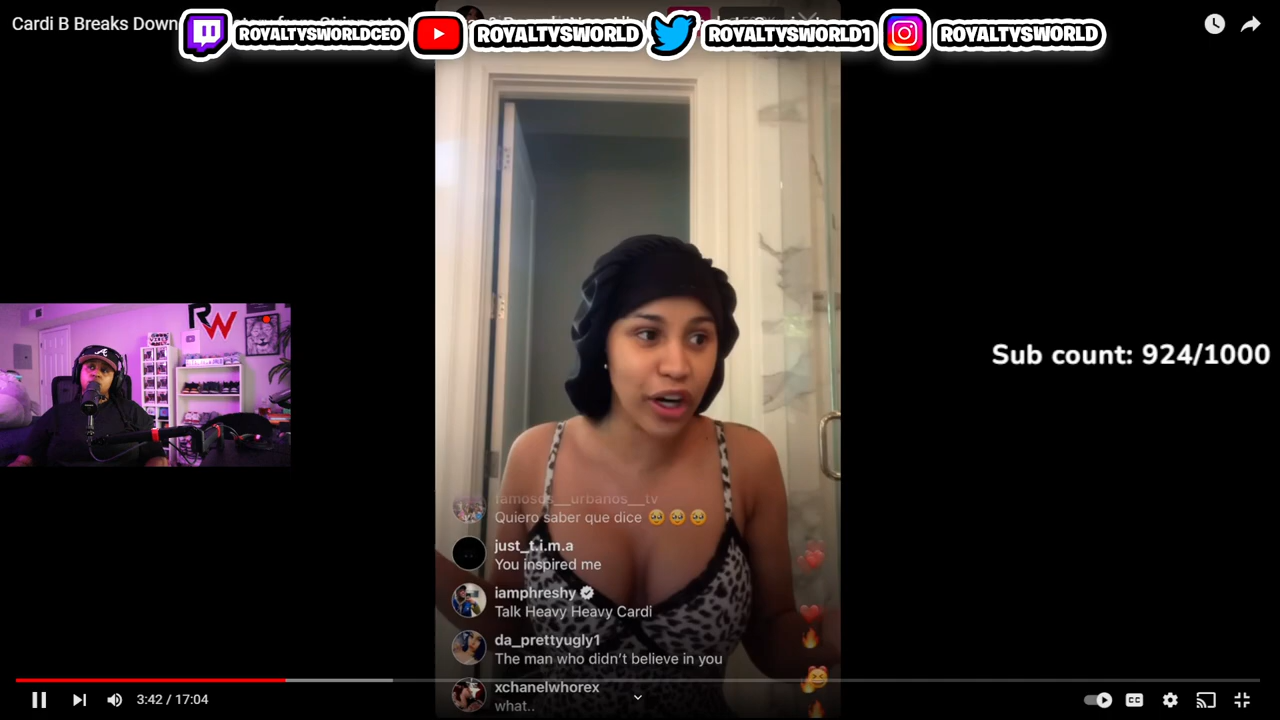 Cardi B Breaks Down
ROYALTYSWORLDCEO
ROYALTYSWORLD
ROYALTYSWORLD1
ROYALTYSWORLD
RW
Sub count: 924/1000
famosos__urbanos__tv
Quiero saber que dice 🥹 🥹 🥹
just_t.i.m.a
You inspired me
iamphreshy
Talk Heavy Heavy Cardi
da_prettyugly1
The man who didn’t believe in you
xchanelwhorex
what..
3:42 / 17:04
CC